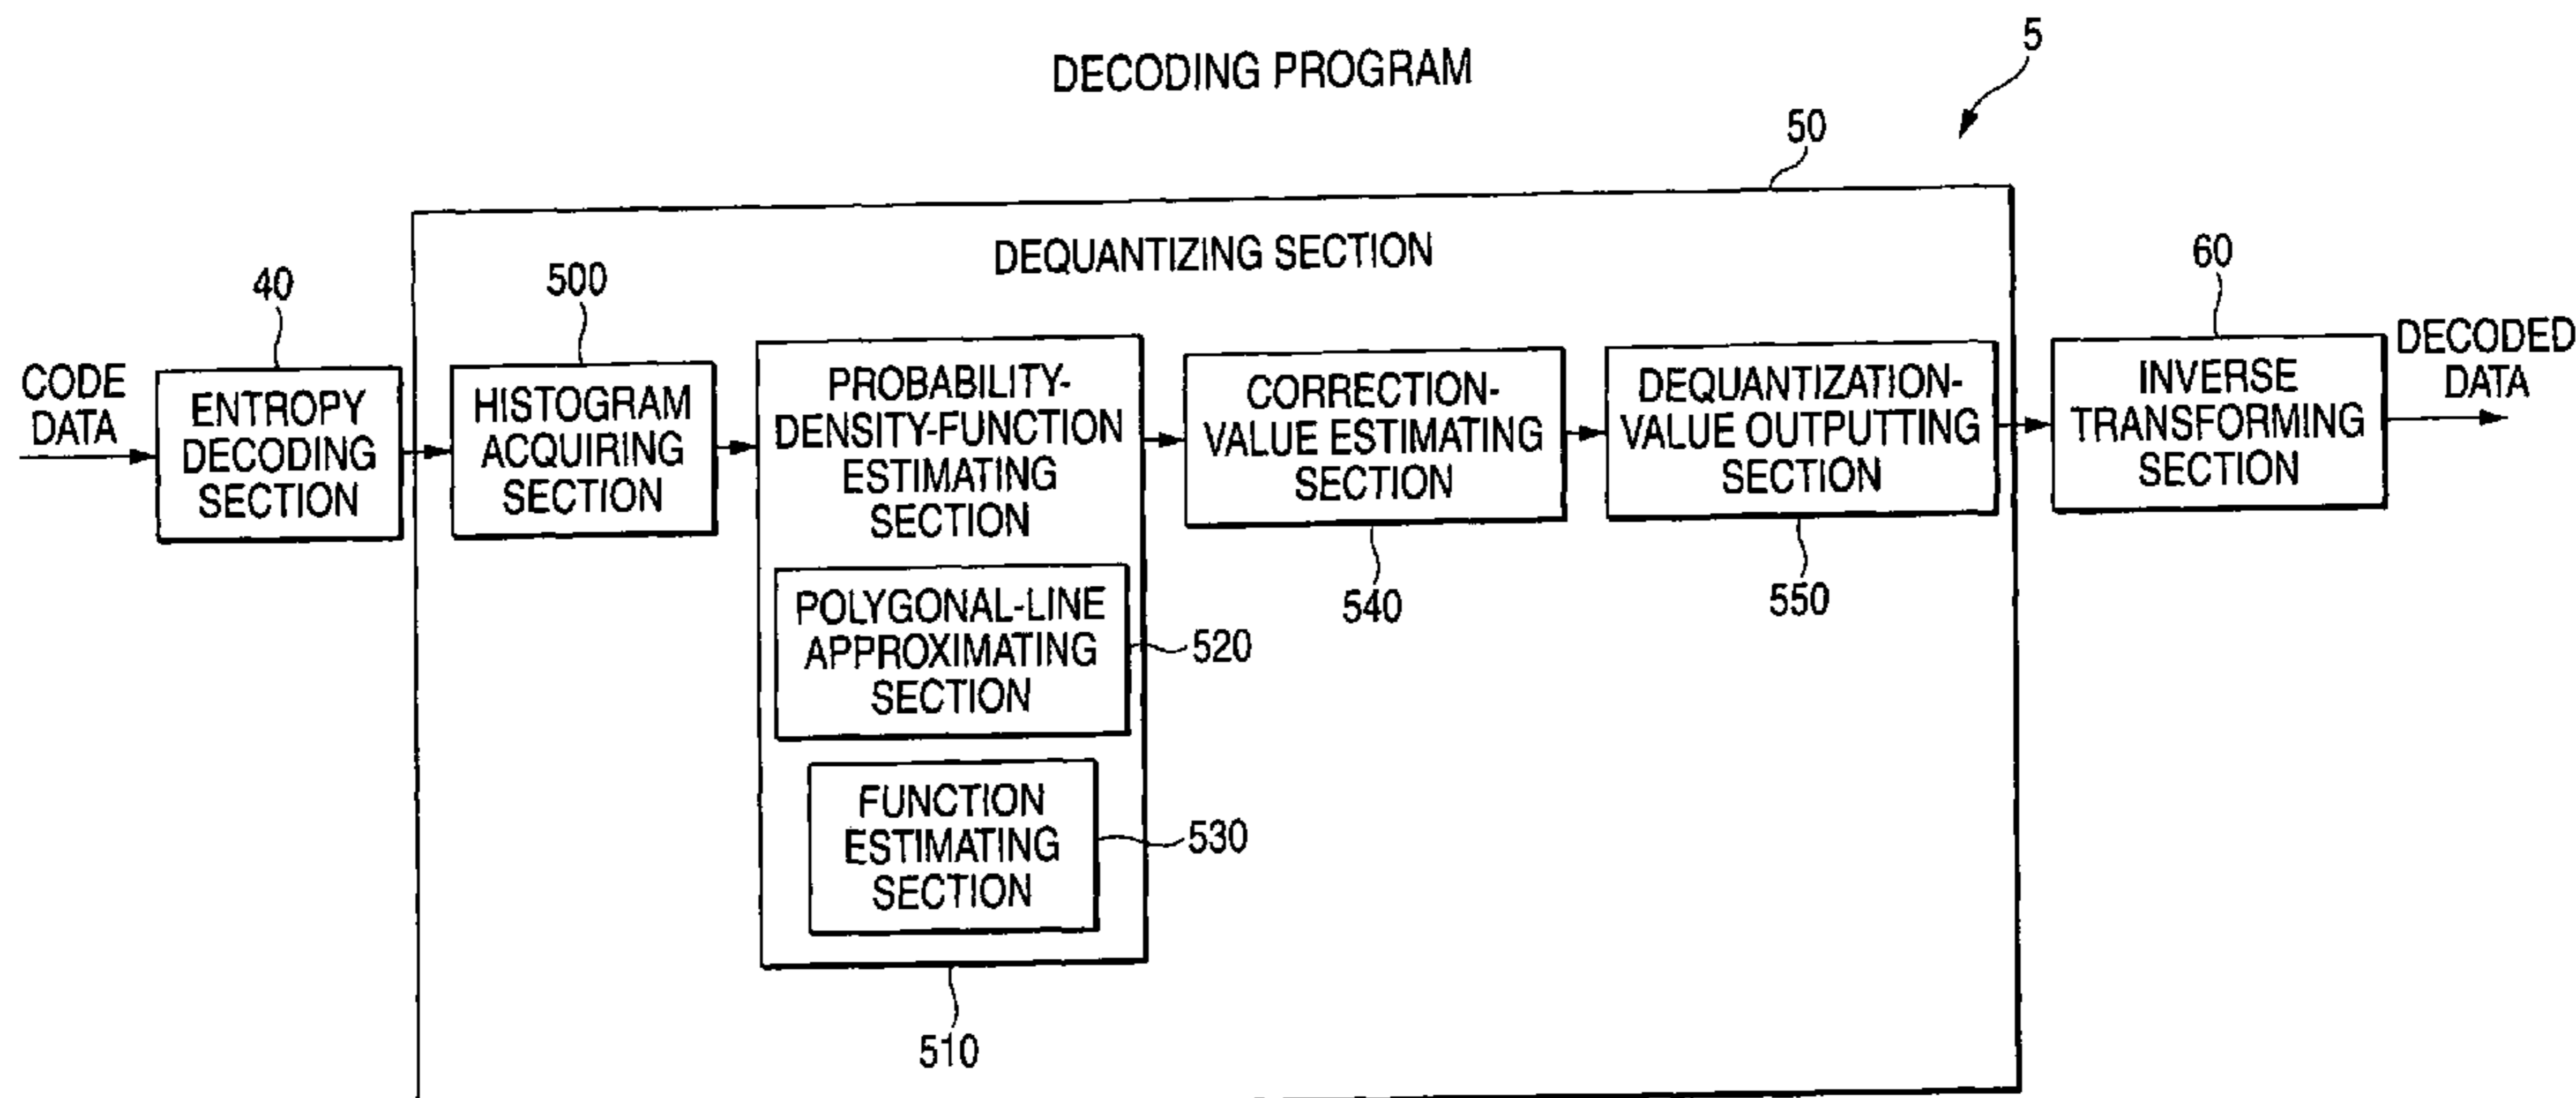 DECODING PROGRAM
5
50
DEQUANTIZING SECTION
40
500
60
CODE
DATA
ENTROPY
DECODING
SECTION
HISTOGRAM
ACQUIRING
SECTION
PROBABILITY-
DENSITY-FUNCTION
ESTIMATING
SECTION
CORRECTION-
VALUE ESTIMATING
SECTION
DEQUANTIZATION-
VALUE OUTPUTTING
SECTION
INVERSE
TRANSFORMING
SECTION
DECODED
DATA
540
550
POLYGONAL-LINE
APPROXIMATING
SECTION
520
FUNCTION
ESTIMATING
SECTION
530
510